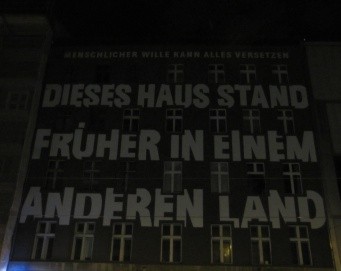 MENSCHLICHER WILLE KANN ALLES VERSETZEN
DIESES HAUS STAND
FRÜHER IN EINEM
ANDEREN LAND